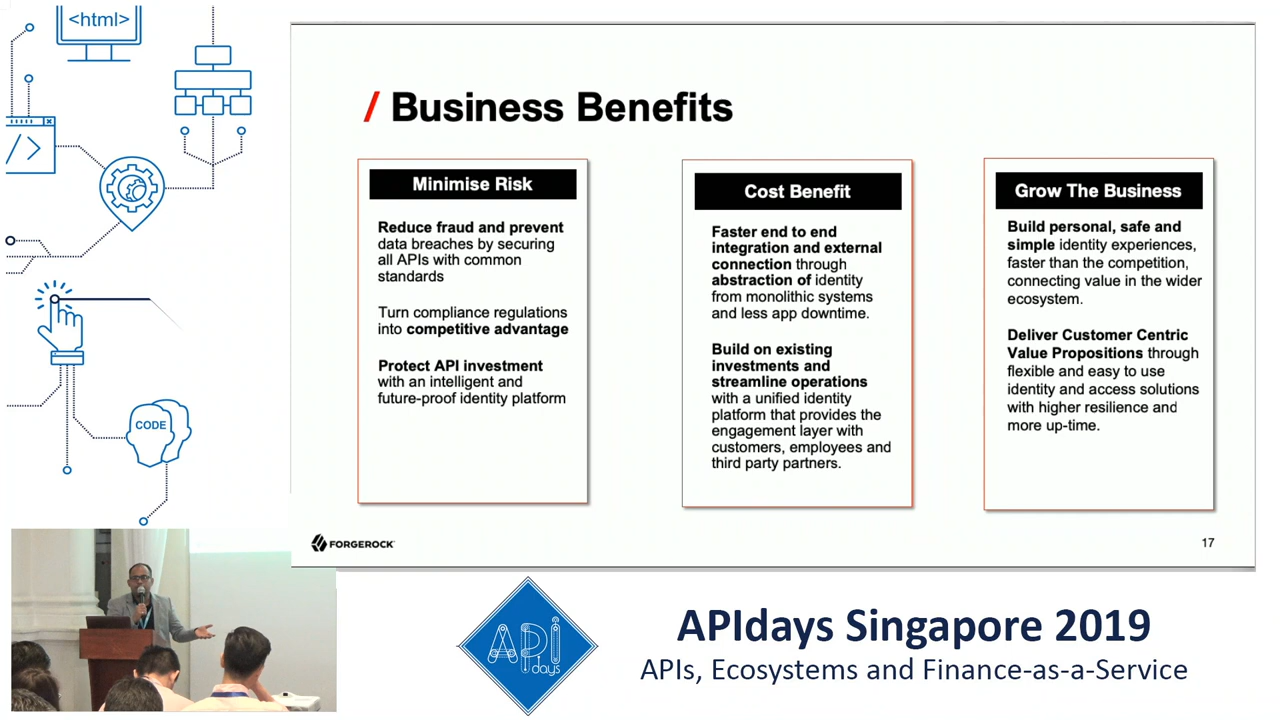 <html>
</>
CODE
/ Business Benefits
Minimise Risk
Reduce fraud and prevent
data breaches by securing
all APIs with common
standards
Turn compliance regulations
into competitive advantage
Protect API investment
with an intelligent and
future-proof identity platform
Cost Benefit
Faster end to end
integration and external
connection through
abstraction of identity
from monolithic systems
and less app downtime.
Build on existing
investments and
streamline operations
with a unified identity
platform that provides the
engagement layer with
customers, employees and
third party partners.
Grow The Business
Build personal, safe and
simple identity experiences,
faster than the competition,
connecting value in the wider
ecosystem.
Deliver Customer Centric
Value Propositions through
flexible and easy to use
identity and access solutions
with higher resilience and
more up-time.
FORGEROCK
17
API
days
APIdays Singapore 2019
APIs, Ecosystems and Finance-as-a-Service